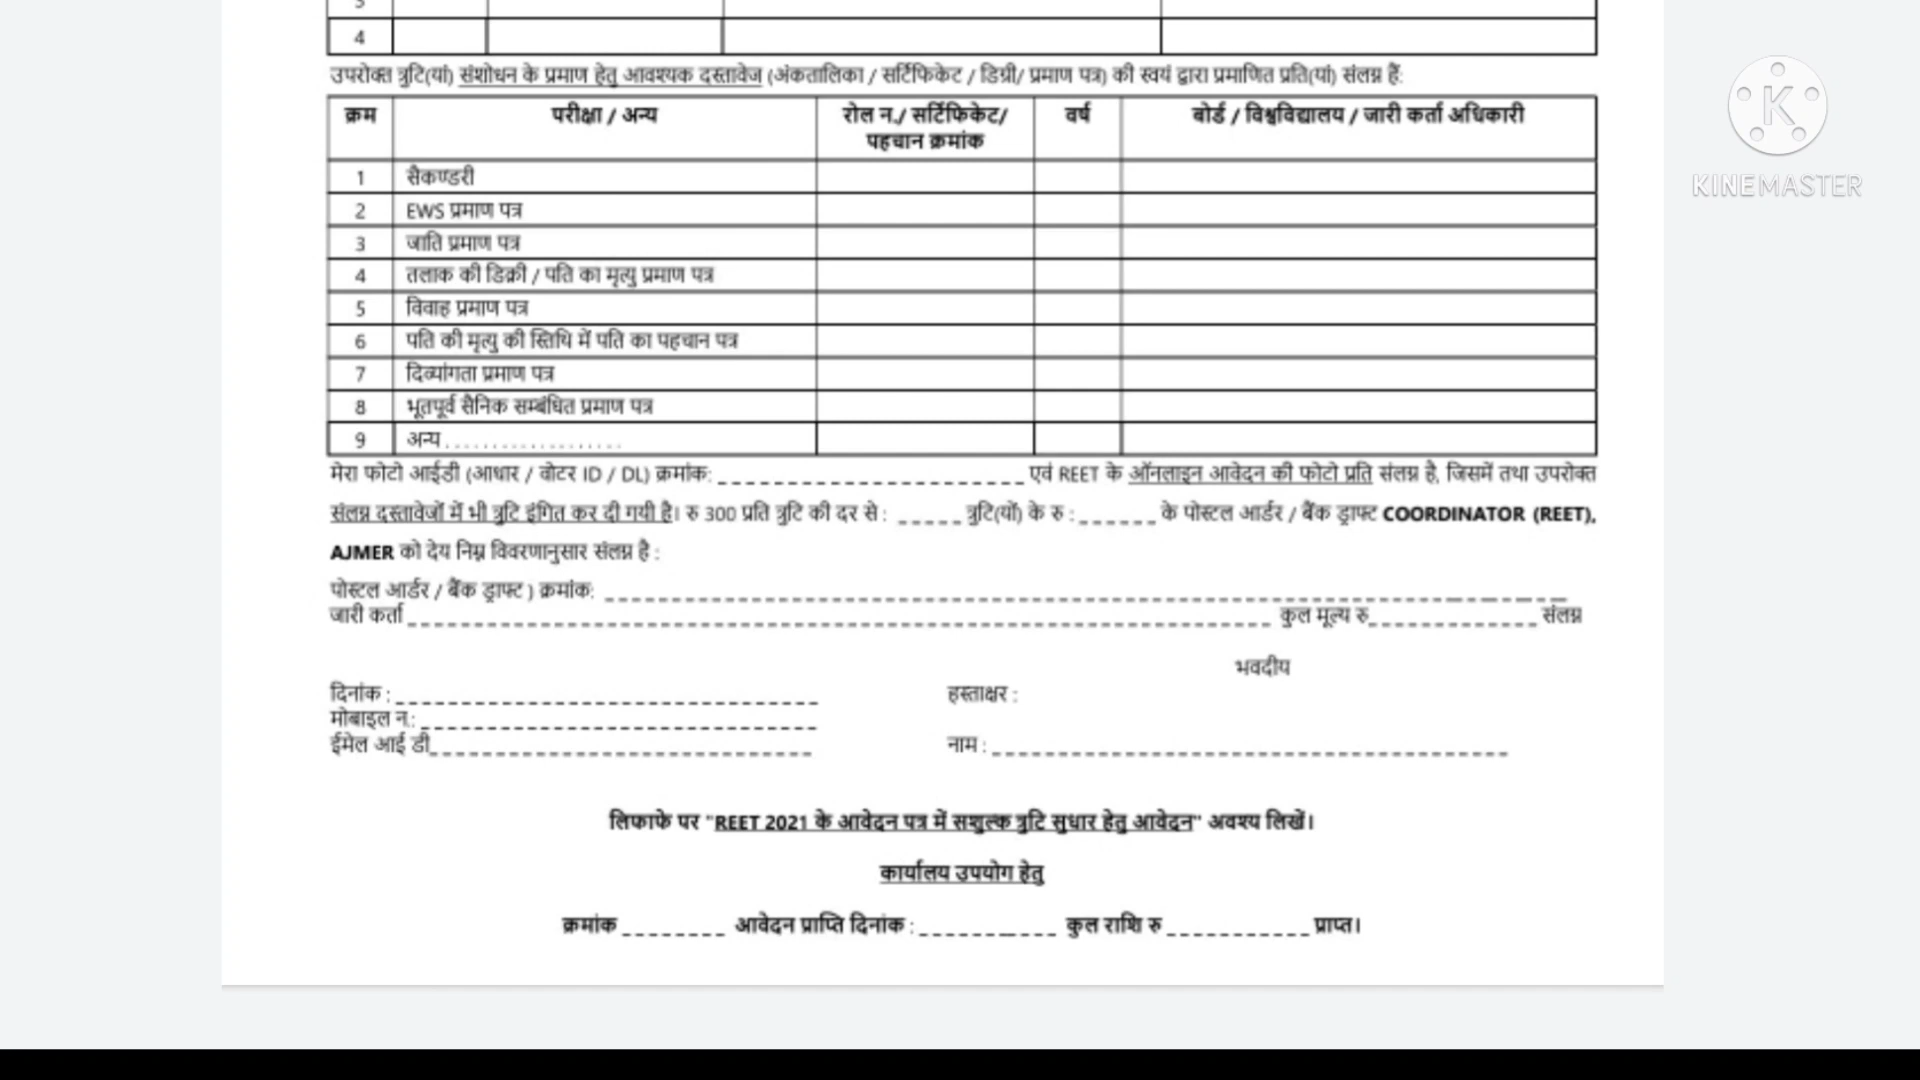 3
4
उपरोक्त त्रुटि(यां) संशोधन के प्रमाण हेतु आवश्यक दस्तावेज (अंकतालिका / सर्टिफिकेट / डिग्री/ प्रमाण पत्र) की स्वयं द्वारा प्रमाणित प्रति(यां) संलग्न हैं:
क्रम परीक्षा / अन्य रोल न./ सर्टिफिकेट/ पहचान क्रमांक वर्ष बोर्ड / विश्वविद्यालय / जारी कर्ता अधिकारी
1 सैकण्डरी
2 EWS प्रमाण पत्र
3 जाति प्रमाण पत्र
4 तलाक की डिक्री / पति का मृत्यु प्रमाण पत्र
5 विवाह प्रमाण पत्र
6 पति की मृत्यु की स्तिथि में पति का पहचान पत्र
7 दिव्यांगता प्रमाण पत्र
8 भूतपूर्व सैनिक सम्बंधित प्रमाण पत्र
9 अन्य . . . . . . . . . . . . . . . . . . .
मेरा फोटो आईडी (आधार / वोटर ID / DL) क्रमांक: _ _ _ _ _ _ _ _ _ _ _ _ _ _ _ _ _ _ _ _ _ एवं REET के ऑनलाइन आवेदन की फोटो प्रति संलग्न है, जिसमें तथा उपरोक्त
संलग्न दस्तावेजों में भी त्रुटि इंगित कर दी गयी है। रु 300 प्रति त्रुटि की दर से : _ _ _ _ _ त्रुटि(यों) के रु : _ _ _ _ _ _ के पोस्टल आर्डर / बैंक ड्राफ्ट COORDINATOR (REET),
AJMER को देय निम्न विवरणानुसार संलग्न है :
पोस्टल आर्डर / बैंक ड्राफ्ट ) क्रमांक: _ _ _ _ _ _ _ _ _ _ _ _ _ _ _ _ _ _ _ _
जारी कर्ता _ _ _ _ _ _ _ _ _ _ _ _ _ _ _ _ _ _ _ _ कुल मूल्य रु_ _ _ _ _ _ _ _ _ _ _ _ संलग्न
भवदीय
दिनांक : _ _ _ _ _ _ _ _ _ _ _ _ _ _ _ _ हस्ताक्षर :
मोबाइल न.: _ _ _ _ _ _ _ _ _ _ _ _ _ _ _ _
ईमेल आई डी_ _ _ _ _ _ _ _ _ _ _ _ _ _ _ _ नाम : _ _ _ _ _ _ _ _ _ _ _ _ _ _ _ _
लिफाफे पर "REET 2021 के आवेदन पत्र में सशुल्क त्रुटि सुधार हेतु आवेदन" अवश्य लिखें।
कार्यालय उपयोग हेतु
क्रमांक _ _ _ _ _ _ _ _ आवेदन प्राप्ति दिनांक : _ _ _ _ _ _ _ _ _ _ कुल राशि रु _ _ _ _ _ _ _ _ _ _ _ प्राप्त।
K
KINEMASTER